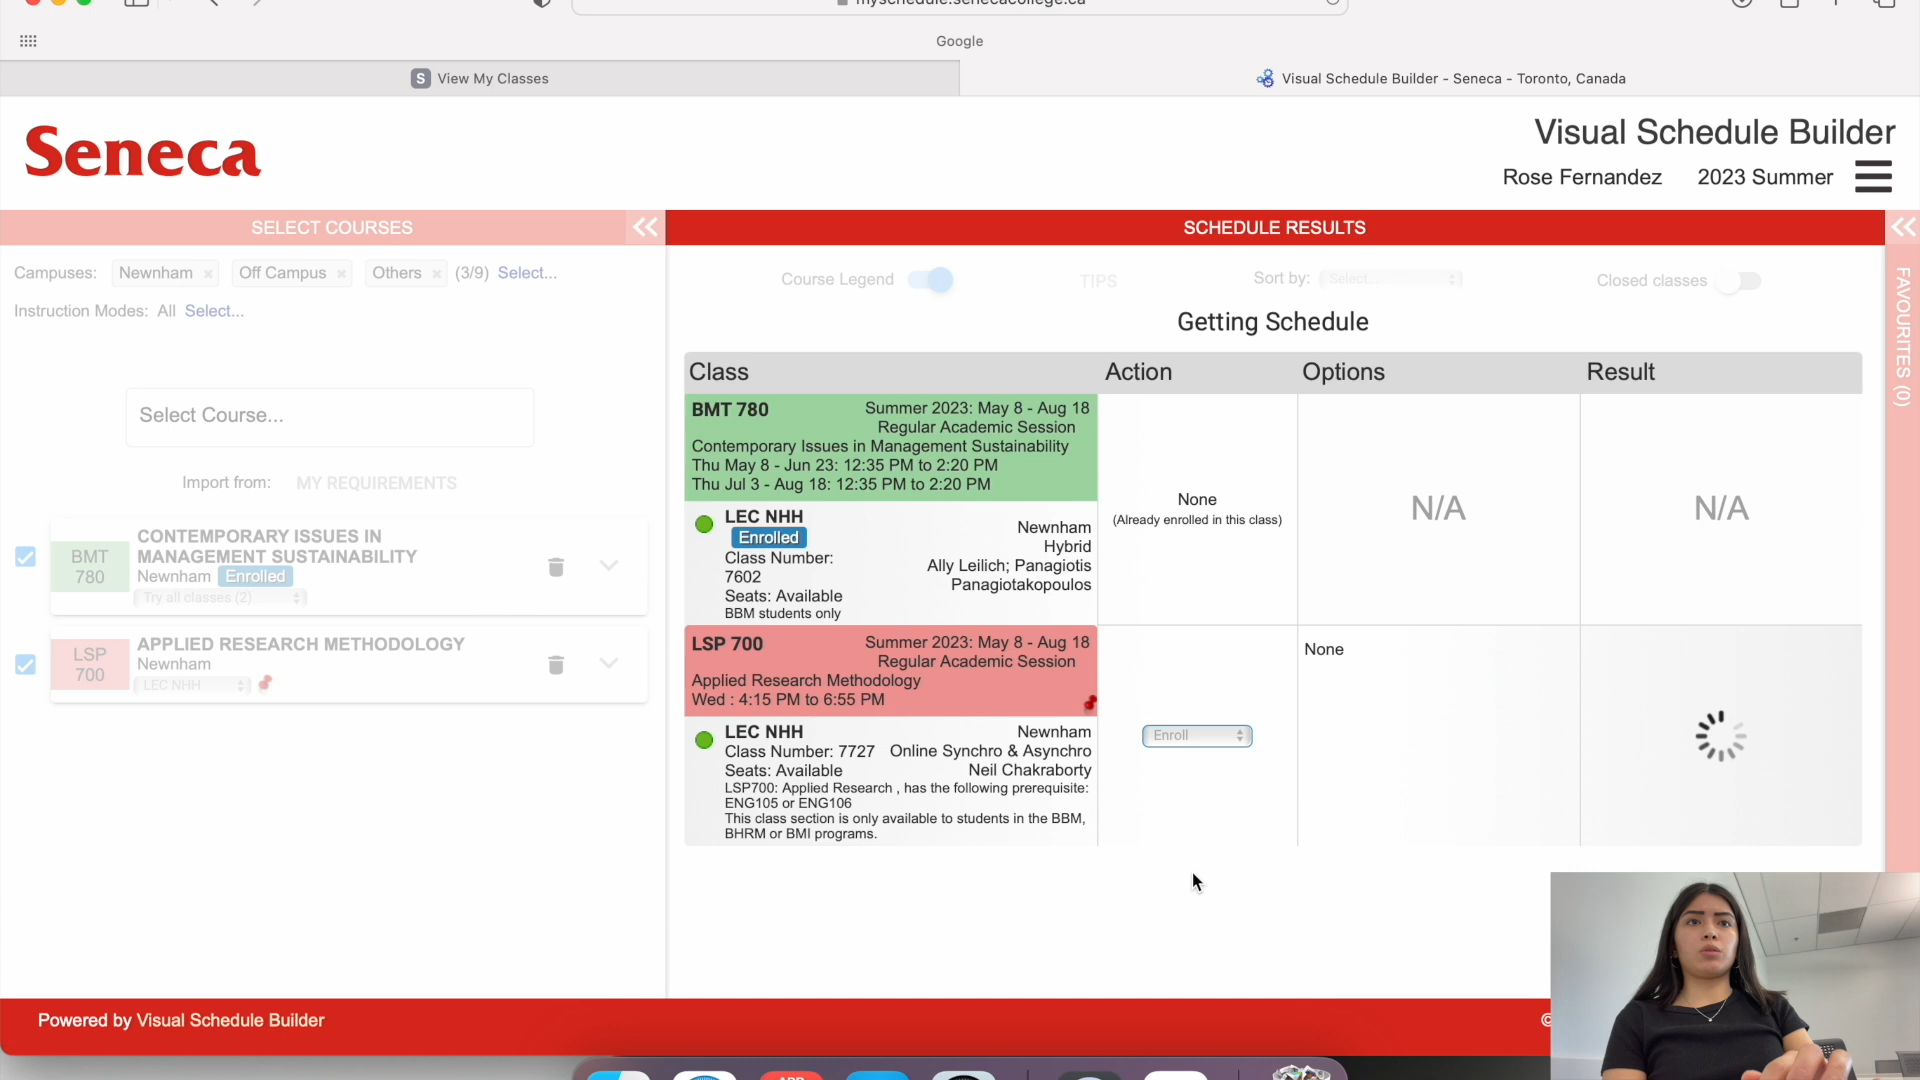 myschedule.senecacollege.ca
Google
S View My Classes
Visual Schedule Builder - Seneca - Toronto, Canada
Seneca
Visual Schedule Builder
Rose Fernandez 2023 Summer
SELECT COURSES
SCHEDULE RESULTS
Campuses: Newnham × Off Campus × Others × (3/9) Select...
Instruction Modes: All Select...
Select Course...
Import from: MY REQUIREMENTS
BMT 780
CONTEMPORARY ISSUES IN
MANAGEMENT SUSTAINABILITY
Newnham Enrolled
Try all classes (2)
LSP 700
APPLIED RESEARCH METHODOLOGY
Newnham
LEC NHH
Course Legend
TIPS
Sort by: Select...
Closed classes
Getting Schedule
Class Action Options Result
BMT 780 Summer 2023: May 8 - Aug 18
Regular Academic Session
Contemporary Issues in Management Sustainability
Thu May 8 - Jun 23: 12:35 PM to 2:20 PM
Thu Jul 3 - Aug 18: 12:35 PM to 2:20 PM
LEC NHH
Enrolled
Class Number:
7602
Seats: Available
BBM students only
Newnham
Hybrid
Ally Leilich; Panagiotis
Panagiotakopoulos
None
(Already enrolled in this class)
N/A
N/A
LSP 700 Summer 2023: May 8 - Aug 18
Regular Academic Session
Applied Research Methodology
Wed : 4:15 PM to 6:55 PM
LEC NHH Newnham
Class Number: 7727 Online Synchro & Asynchro
Seats: Available Neil Chakraborty
LSP700: Applied Research , has the following prerequisite:
ENG105 or ENG106
This class section is only available to students in the BBM,
BHRM or BMI programs.
Enroll
None
FAVOURITES (0)
Powered by Visual Schedule Builder
©